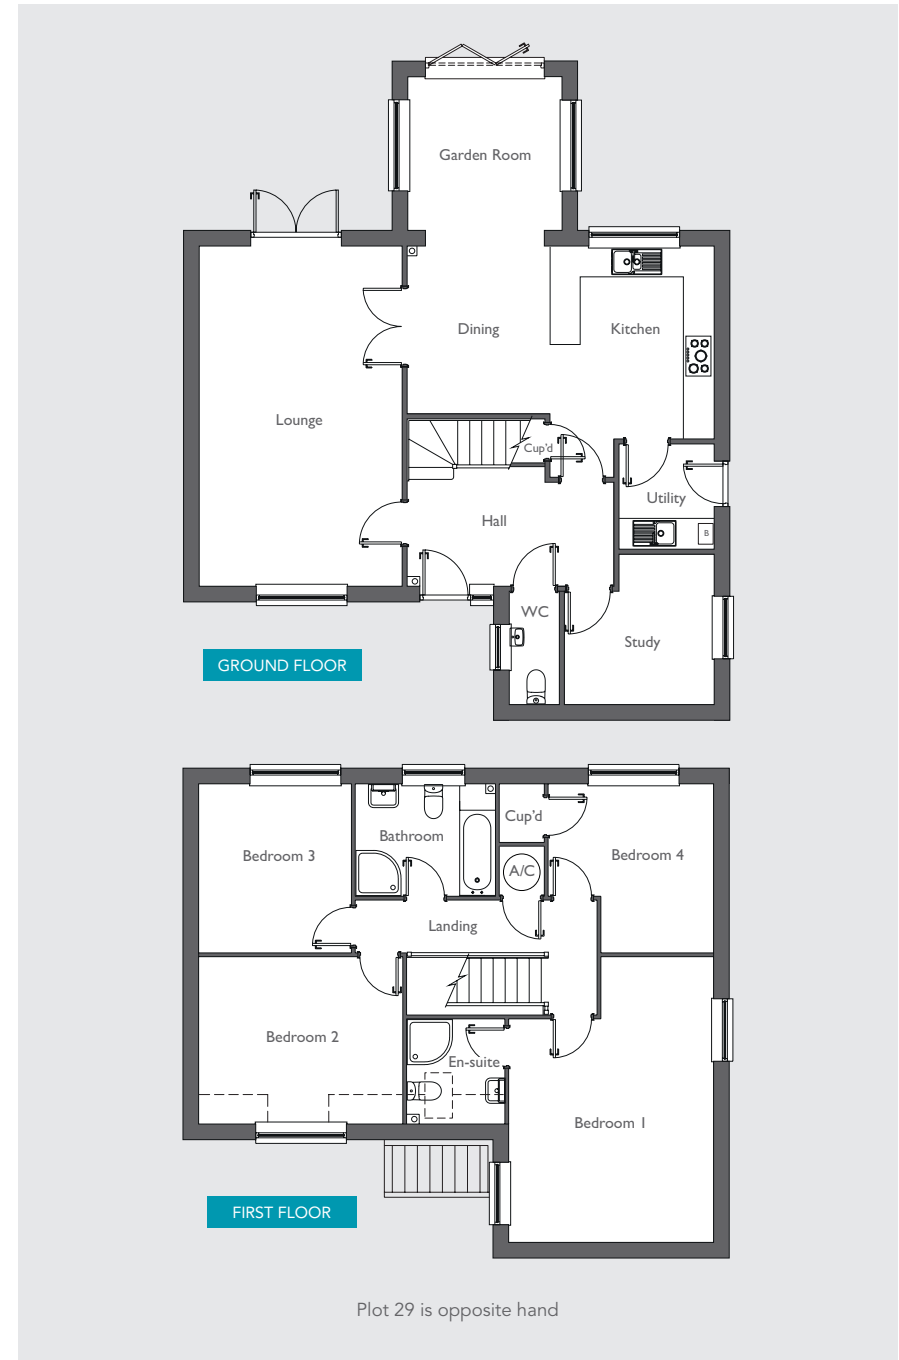 Garden Room
Dining
Kitchen
Lounge
Cup'd
Utility
Hall
B
WC
Study
GROUND FLOOR
Cup'd
Bathroom
Bedroom 3
Bedroom 4
A/C
Landing
Bedroom 2
En-suite
Bedroom 1
FIRST FLOOR
Plot 29 is opposite hand